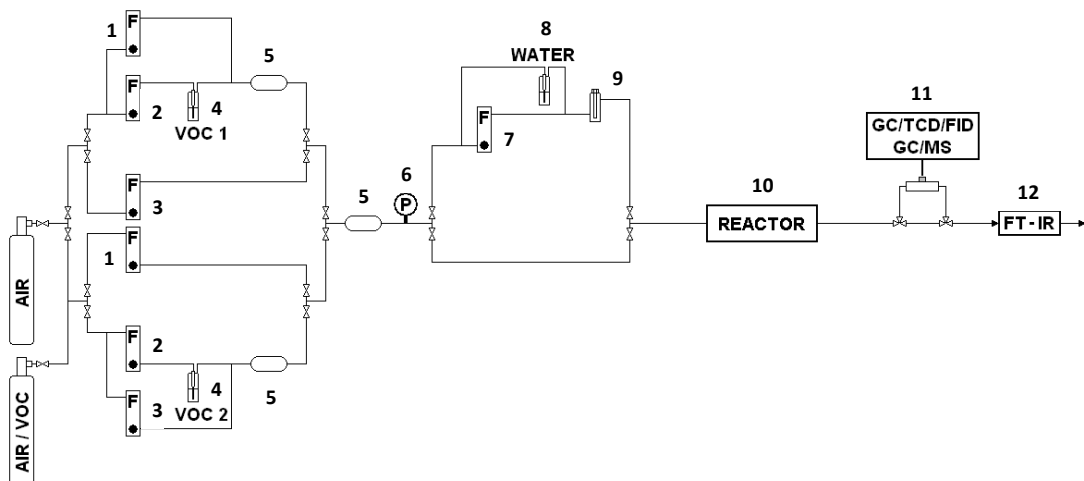 1
F
5
8
WATER
9
F
2
4
VOC 1
F
7
11
GC/TCD/FID
GC/MS
6
P
5
F
3
10
REACTOR
12
FT-IR
AIR
1
F
F
2
4
VOC 2
5
F
3
AIR / VOC